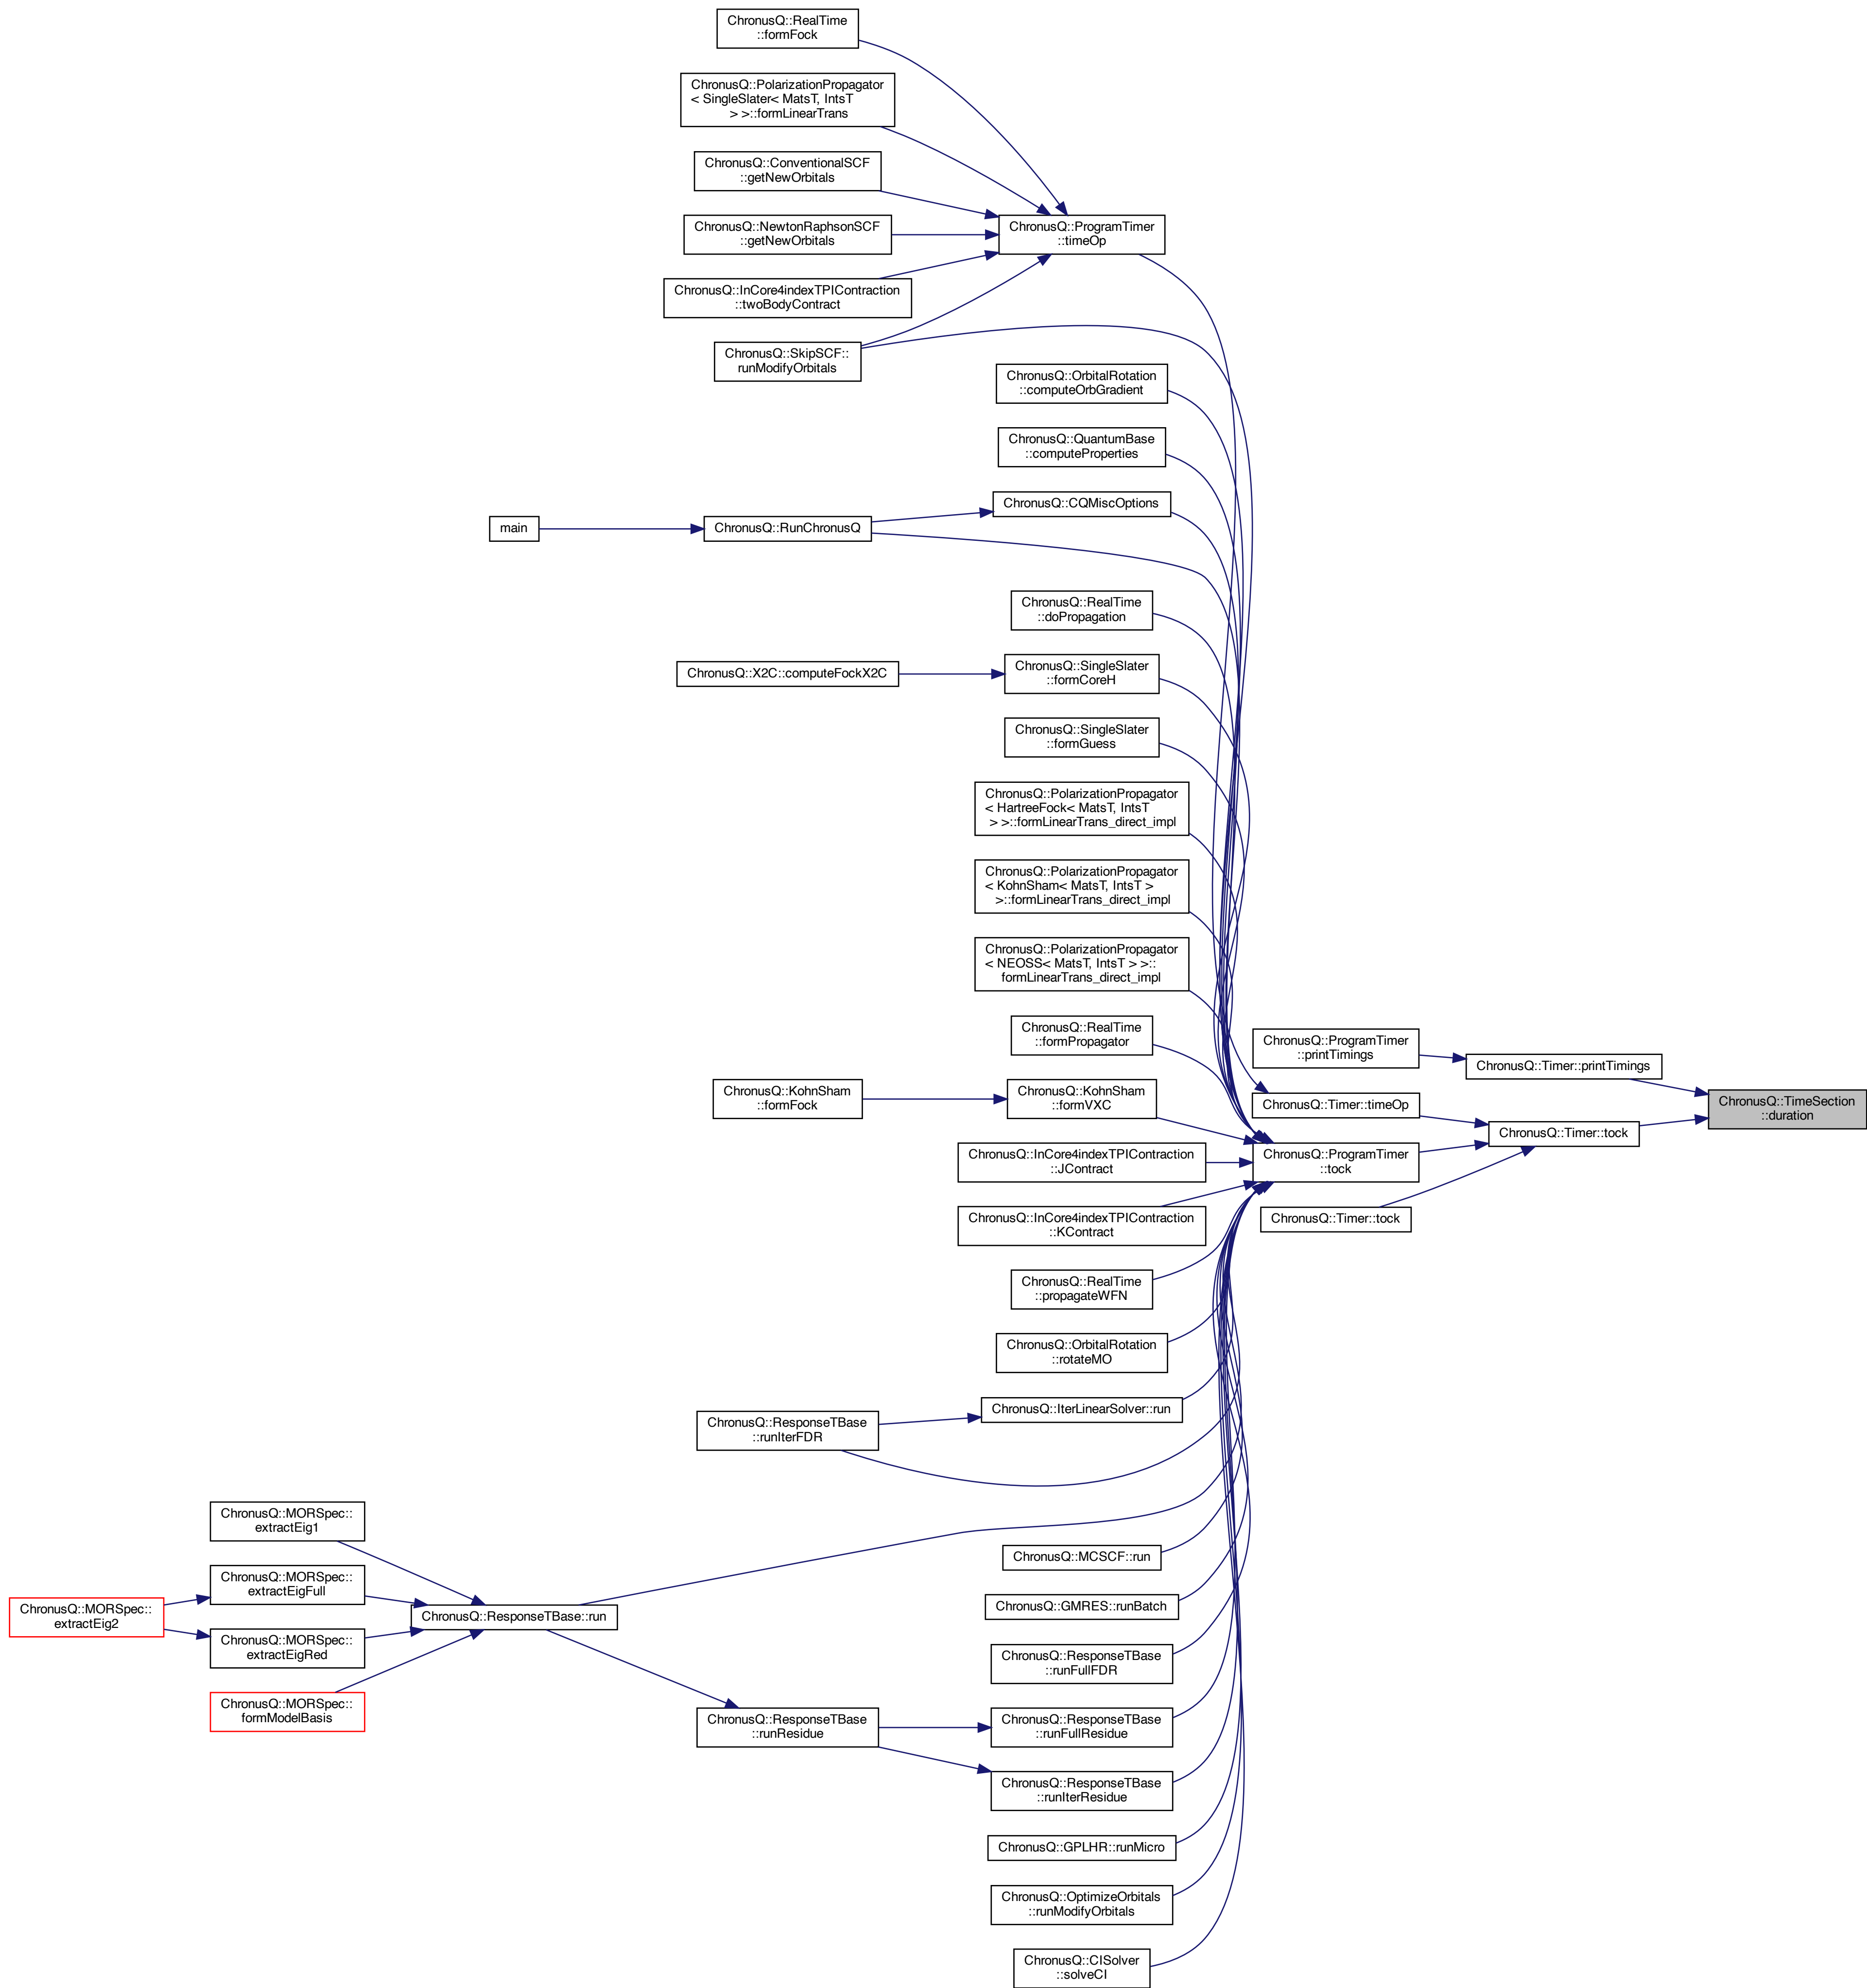 ChronusQ::RealTime
::formFock
ChronusQ::PolarizationPropagator
< SingleSlater< MatsT, IntsT
> >::formLinearTrans
ChronusQ::ConventionalSCF
::getNewOrbitals
ChronusQ::NewtonRaphsonSCF
::getNewOrbitals
ChronusQ::ProgramTimer
::timeOp
ChronusQ::InCore4indexTPIContraction
::twoBodyContract
ChronusQ::SkipSCF::
runModifyOrbitals
ChronusQ::OrbitalRotation
::computeOrbGradient
ChronusQ::QuantumBase
::computeProperties
ChronusQ::CQMiscOptions
main
ChronusQ::RunChronusQ
ChronusQ::RealTime
::doPropagation
ChronusQ::X2C::computeFockX2C
ChronusQ::SingleSlater
::formCoreH
ChronusQ::SingleSlater
::formGuess
ChronusQ::PolarizationPropagator
< HartreeFock< MatsT, IntsT
> >::formLinearTrans_direct_impl
ChronusQ::PolarizationPropagator
< KohnSham< MatsT, IntsT >
>::formLinearTrans_direct_impl
ChronusQ::PolarizationPropagator
< NEOSS< MatsT, IntsT > >::
formLinearTrans_direct_impl
ChronusQ::RealTime
::formPropagator
ChronusQ::ProgramTimer
::printTimings
ChronusQ::Timer::printTimings
ChronusQ::KohnSham
::formFock
ChronusQ::KohnSham
::formVXC
ChronusQ::Timer::timeOp
ChronusQ::TimeSection
::duration
ChronusQ::Timer::tock
ChronusQ::InCore4indexTPIContraction
::JContract
ChronusQ::ProgramTimer
::tock
ChronusQ::InCore4indexTPIContraction
::KContract
ChronusQ::Timer::tock
ChronusQ::RealTime
::propagateWFN
ChronusQ::OrbitalRotation
::rotateMO
ChronusQ::IterLinearSolver::run
ChronusQ::ResponseTBase
::runIterFDR
ChronusQ::MORSpec::
extractEig1
ChronusQ::MCSCF::run
ChronusQ::MORSpec::
extractEigFull
ChronusQ::MORSpec::
extractEig2
ChronusQ::ResponseTBase::run
ChronusQ::GMRES::runBatch
ChronusQ::MORSpec::
extractEigRed
ChronusQ::ResponseTBase
::runFullFDR
ChronusQ::MORSpec::
formModelBasis
ChronusQ::ResponseTBase
::runResidue
ChronusQ::ResponseTBase
::runFullResidue
ChronusQ::ResponseTBase
::runIterResidue
ChronusQ::GPLHR::runMicro
ChronusQ::OptimizeOrbitals
::runModifyOrbitals
ChronusQ::CISolver
::solveCI